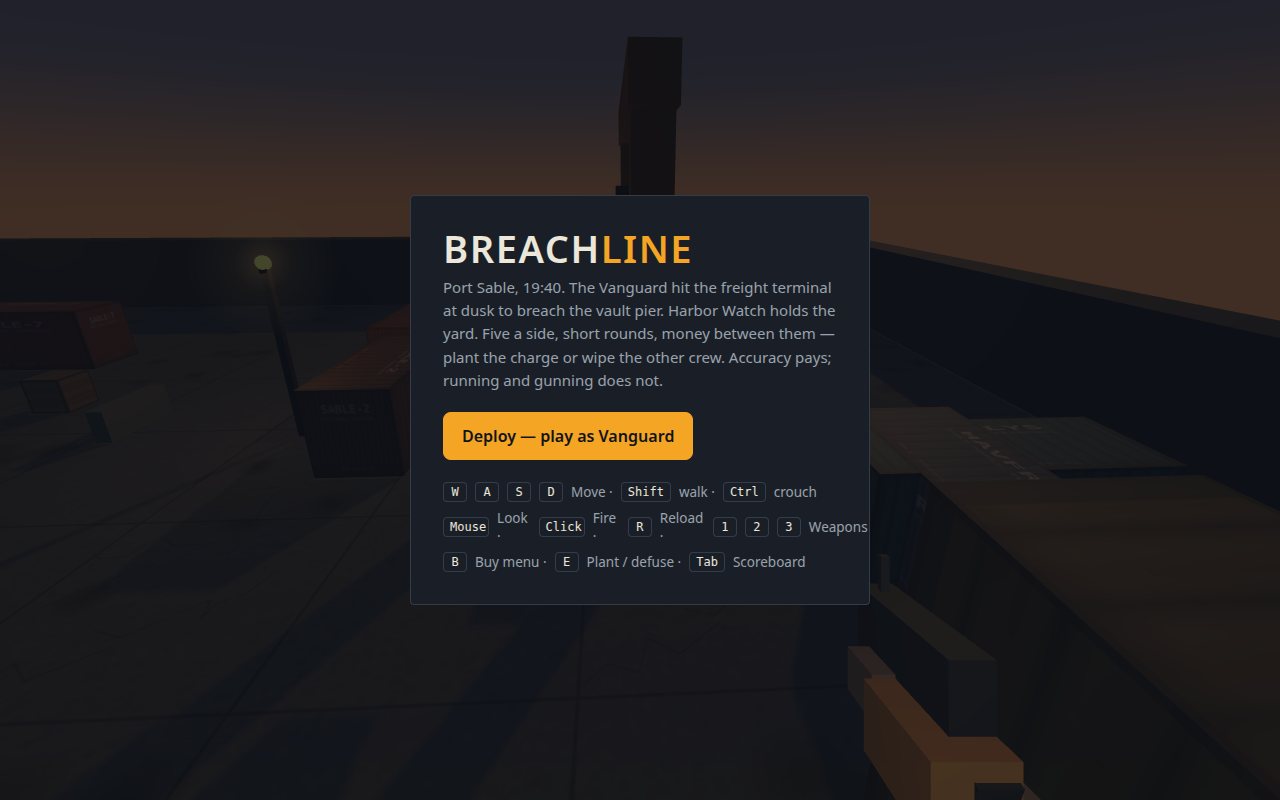 BREACHLINE
Port Sable, 19:40. The Vanguard hit the freight terminal
at dusk to breach the vault pier. Harbor Watch holds the
yard. Five a side, short rounds, money between them —
plant the charge or wipe the other crew. Accuracy pays;
running and gunning does not.
Deploy — play as Vanguard
W A S D Move · Shift walk · Ctrl crouch
Mouse Look · Click Fire · R Reload · 1 2 3 Weapons
B Buy menu · E Plant / defuse · Tab Scoreboard
SABLE-2